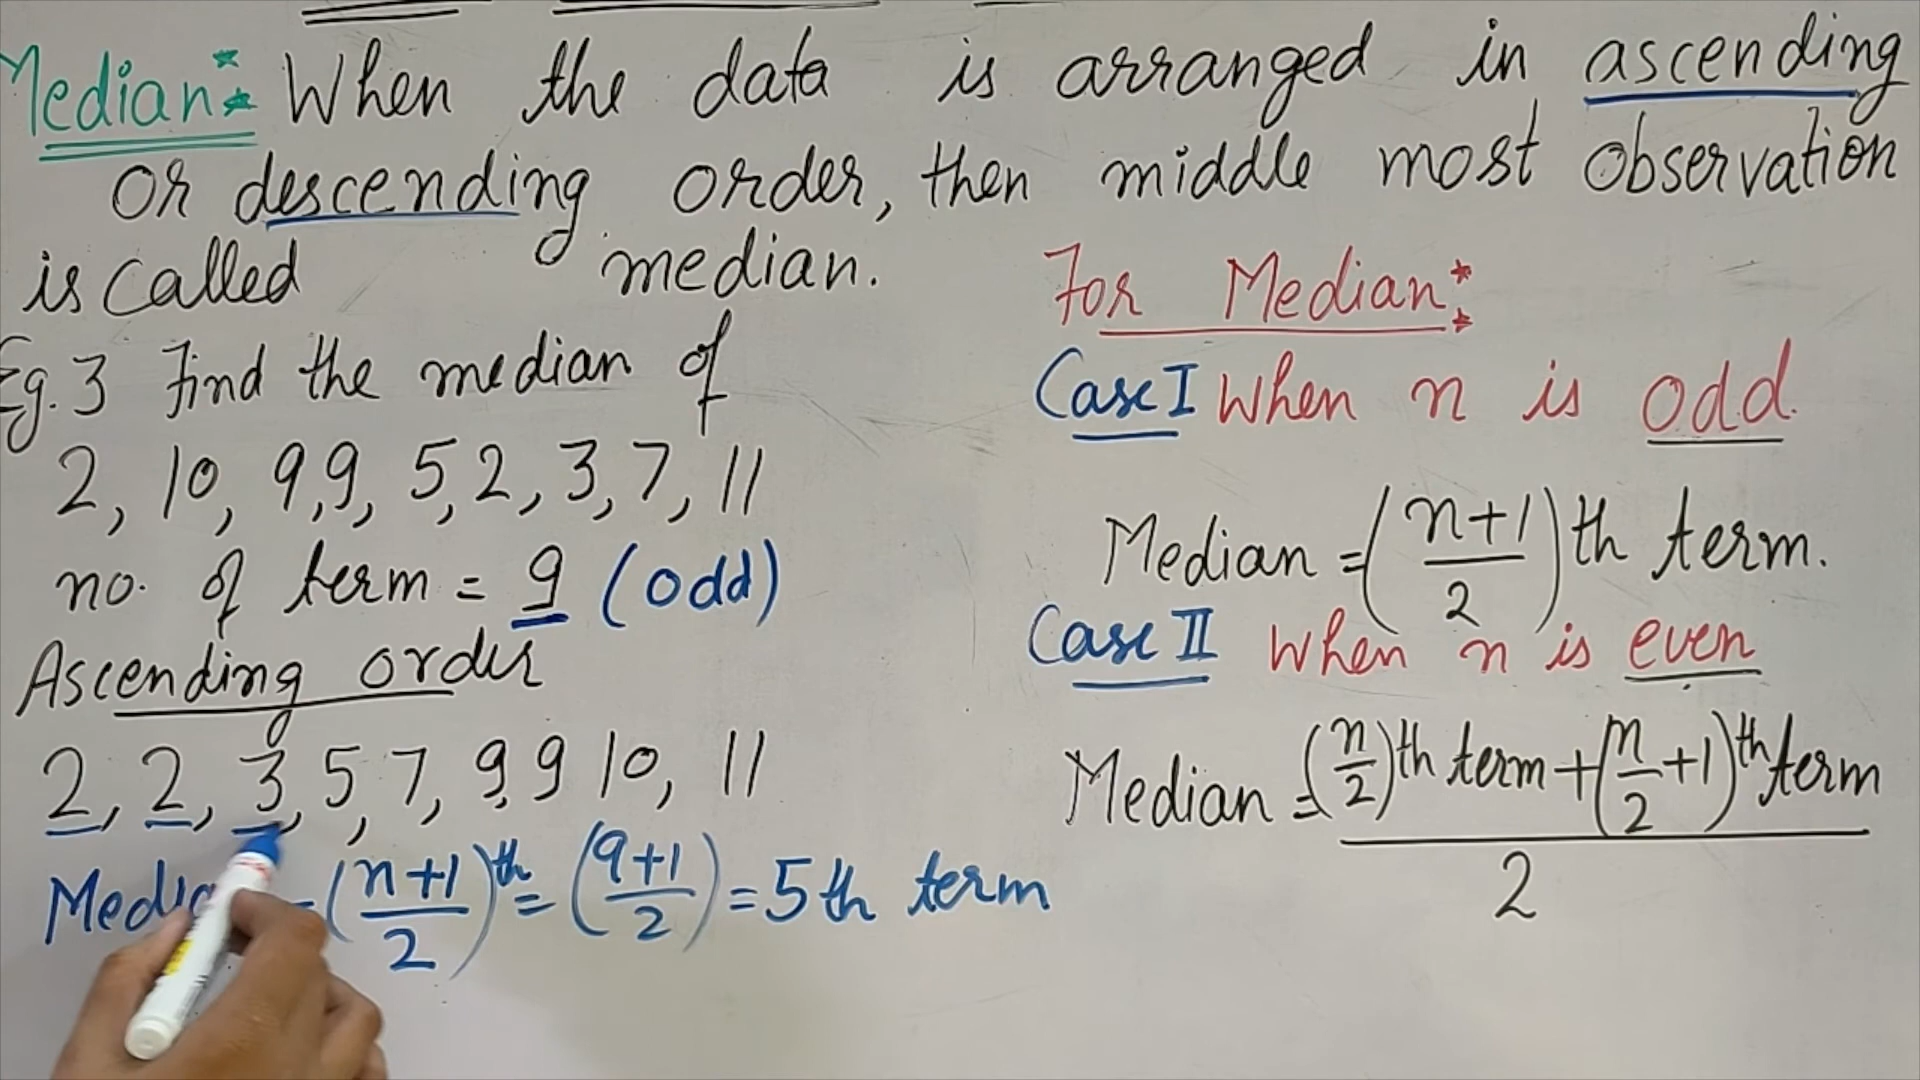 Median: When the data is arranged in ascending
or descending order, then middle most observation
is called median.
Eg. 3 Find the median of
2, 10, 9, 9, 5, 2, 3, 7, 11
no. of term = 9 (odd)
Ascending order
2, 2, 3, 5, 7, 9, 9 10, 11
= (n+1/2)th = (9+1/2) = 5th term
For Median:
Case I When n is odd.
Median = (n+1/2)th term.
Case II When n is even
Median = (n/2)th term + (n/2+1)th term
2